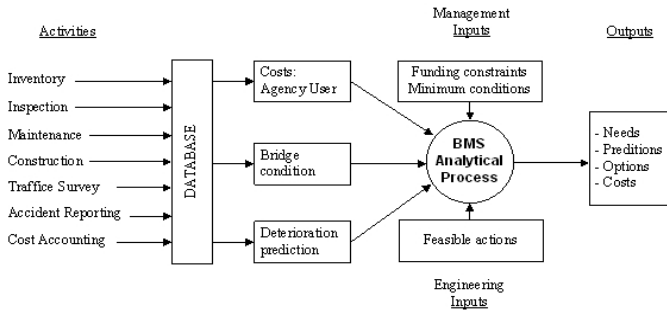 Activities
Inventory
Inspection
Maintenance
Construction
Traffice Survey
Accident Reporting
Cost Accounting
DATABASE
Costs:
Agency User
Bridge
condition
Deterioration
prediction
Management
Inputs
Funding constraints
Minimum conditions
BMS
Analytical
Process
Feasible actions
Engineering
Inputs
Outputs
- Needs
- Preditions
- Options
- Costs